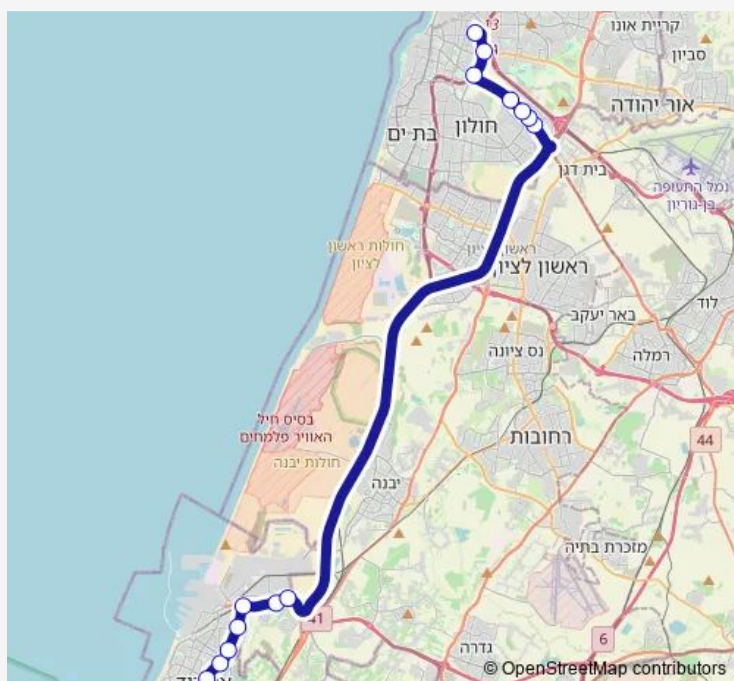 קריית אונו
סביון
אור יהודה
חולון
בת ים
בית דגן
נמל התעופה
בן-גוריון
חולות ראשון
לציון
ראשון לציון
לוד
באר יעקב
נס ציונה
רמלה
בסיס חיל
האוויר פלמחים
רחובות
44
חולות יבנה
יבנה
מזכרת בתיה
41
גדרה
6
© OpenStreetMap contributors